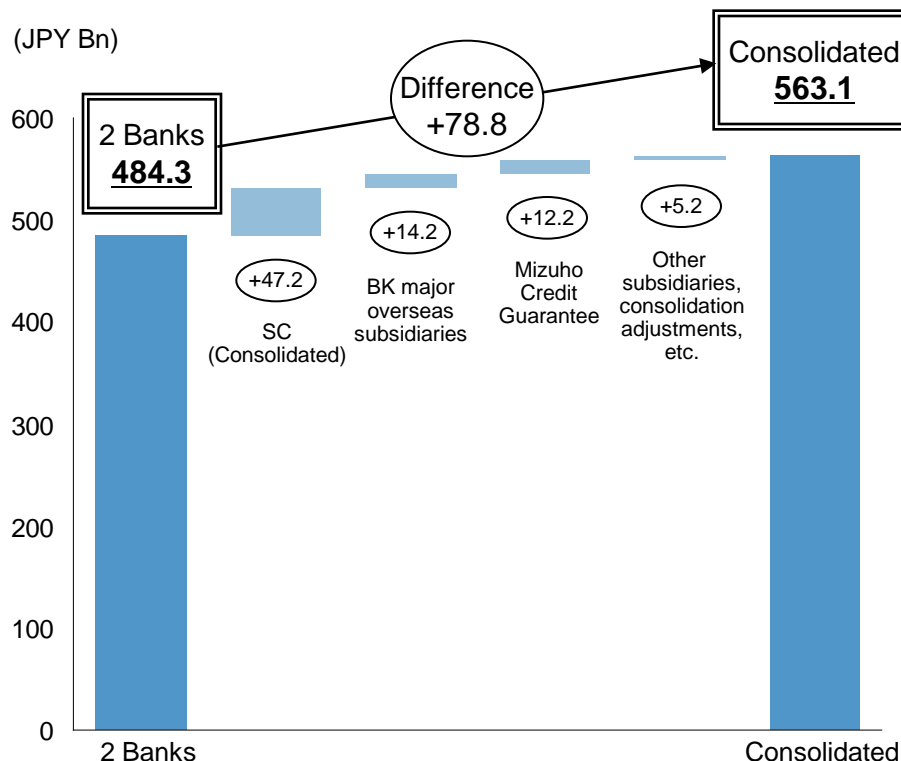 (JPY Bn)
Consolidated
563.1
Difference
+78.8
2 Banks
484.3
600
500
400
300
200
100
0
+47.2
SC
(Consolidated)
+14.2
BK major
overseas
subsidiaries
+12.2
Mizuho
Credit
Guarantee
+5.2
Other
subsidiaries,
consolidation
adjustments,
etc.
2 Banks
Consolidated